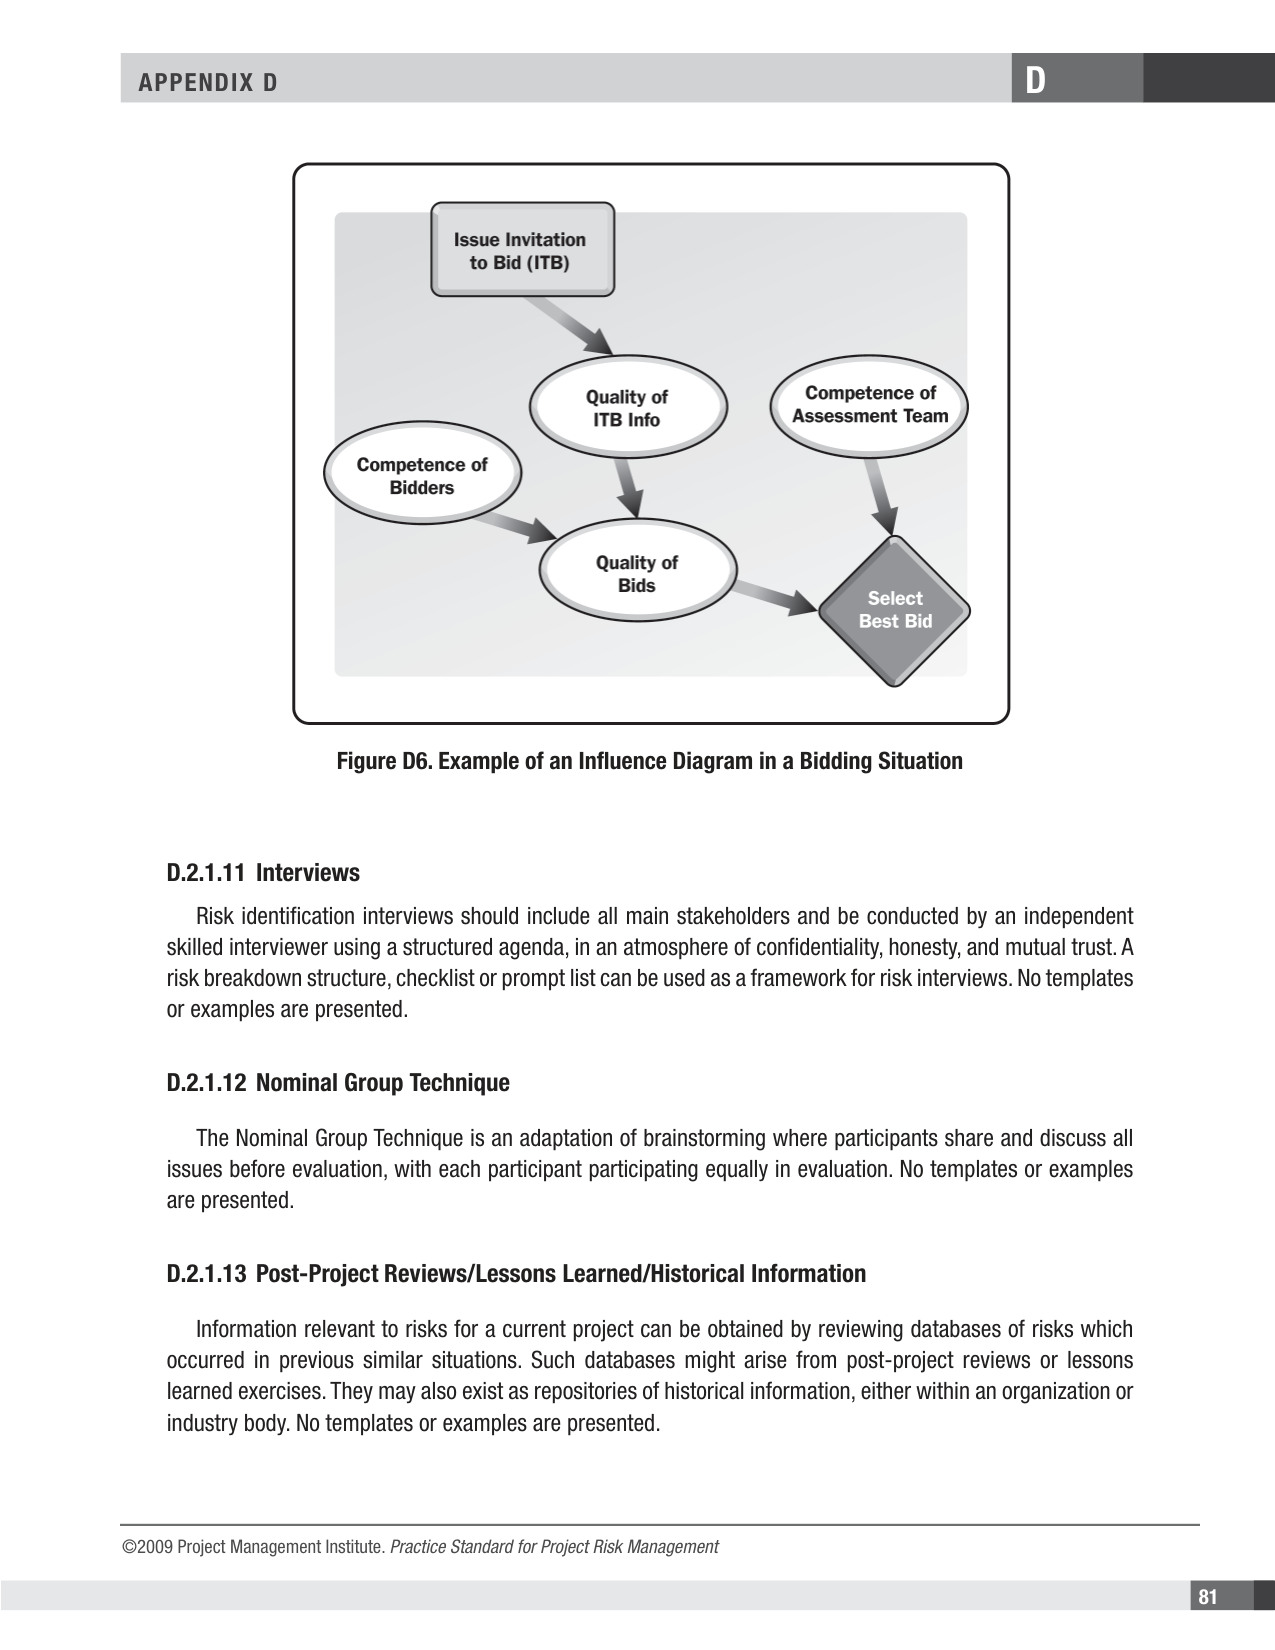 APPENDIX D
D
Issue Invitation
to Bid (ITB)
Quality of
ITB Info
Competence of
Assessment Team
Competence of
Bidders
Quality of
Bids
Select
Best Bid
Figure D6. Example of an Influence Diagram in a Bidding Situation
D.2.1.11 Interviews
Risk identification interviews should include all main stakeholders and be conducted by an independent
skilled interviewer using a structured agenda, in an atmosphere of confidentiality, honesty, and mutual trust. A
risk breakdown structure, checklist or prompt list can be used as a framework for risk interviews. No templates
or examples are presented.
D.2.1.12 Nominal Group Technique
The Nominal Group Technique is an adaptation of brainstorming where participants share and discuss all
issues before evaluation, with each participant participating equally in evaluation. No templates or examples
are presented.
D.2.1.13 Post-Project Reviews/Lessons Learned/Historical Information
Information relevant to risks for a current project can be obtained by reviewing databases of risks which
occurred in previous similar situations. Such databases might arise from post-project reviews or lessons
learned exercises. They may also exist as repositories of historical information, either within an organization or
industry body. No templates or examples are presented.
©2009 Project Management Institute. Practice Standard for Project Risk Management
81